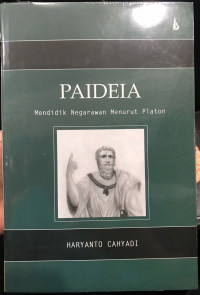 PAIDEIA
Mendidik Negarawan Menurut Platon
HARYANTO CAHYADI